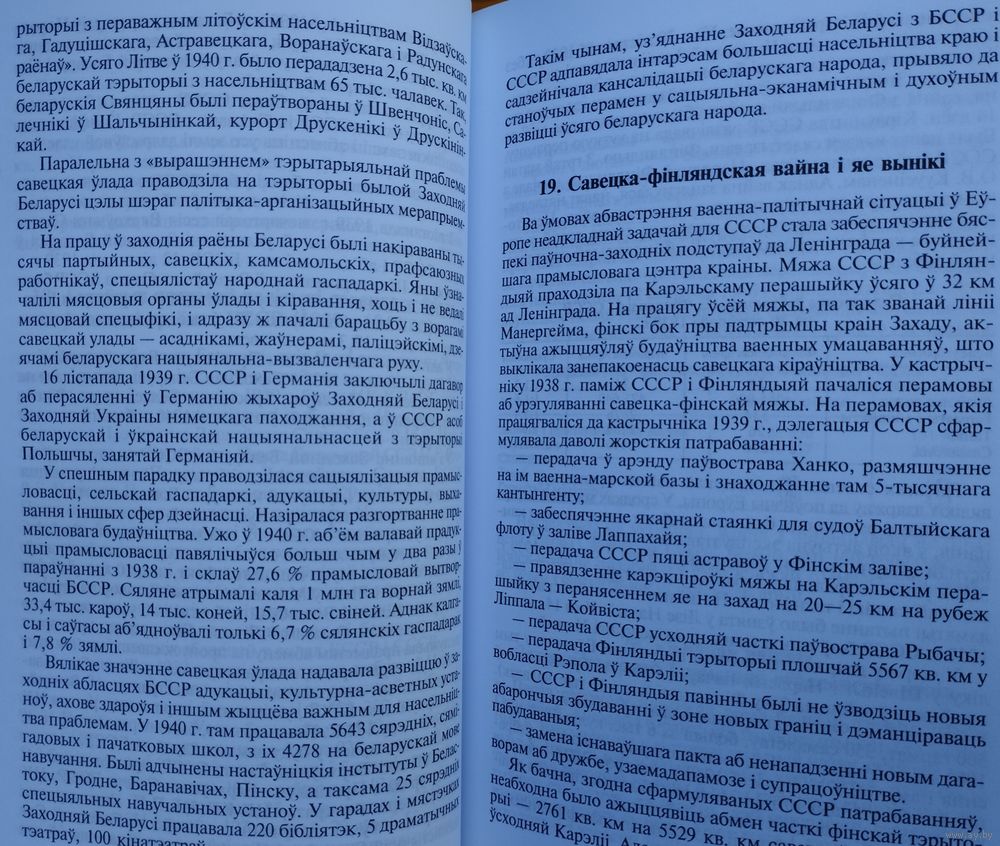 рыторыі з пераважным літоўскім насельніцтвам Відзаўска-
га, Гадуцішскага, Астравецкага, Воранаўскага і Радунскага
раёнаў». Усяго Літве ў 1940 г. было перададзена 2,6 тыс. кв. км
беларускай тэрыторыі з насельніцтвам 65 тыс. чалавек. Так,
беларускія Свянцяны былі ператвораны ў Швенчоніс, Са-
лечнікі ў Шальчынінкай, курорт Друскенікі ў Друскінін-
кай.
Паралельна з «вырашэннем» тэрытарыяльнай праблемы
савецкая ўлада праводзіла на тэрыторыі былой Заходняй
Беларусі цэлы шэраг палітыка-арганізацыйных мерапрыем-
стваў.
На працу ў заходнія раёны Беларусі былі накіраваны ты-
сячы партыйных, савецкіх, камсамольскіх, прафсаюзных
работнікаў, спецыялістаў народнай гаспадаркі. Яны ўзна-
чалілі мясцовыя органы ўлады і кіравання, хоць і не ведалі
мясцовай спецыфікі, і адразу ж пачалі барацьбу з ворагамі
савецкай улады — асаднікамі, жаўнерамі, паліцэйскімі, дзе-
ячамі беларускага нацыянальна-вызваленчага руху.
16 лістапада 1939 г. СССР і Германія заключылі дагавор
аб перасяленні ў Германію жыхароў Заходняй Беларусі і
Заходняй Украіны нямецкага паходжання, а ў СССР асоб
беларускай і ўкраінскай нацыянальнасцей з тэрыторыі
Польшчы, занятай Германіяй.
У спешным парадку праводзілася сацыялізацыя прамыс-
ловасці, сельскай гаспадаркі, адукацыі, культуры, выха-
вання і іншых сфер дзейнасці. Назіралася разгортванне пра-
мысловага будаўніцтва. Ужо ў 1940 г. аб’ём валавай прадук-
цыі прамысловасці павялічыўся больш чым у два разы ў
параўнанні з 1938 г. і склаў 27,6 % прамысловай вытвор-
часці БССР. Сяляне атрымалі каля 1 млн га ворнай зямлі,
33,4 тыс. кароў, 14 тыс. коней, 15,7 тыс. свіней. Аднак калга-
сы і саўгасы аб’ядноўвалі толькі 6,7 % сялянскіх гаспадарак
і 7,8 % зямлі.
Вялікае значэнне савецкая ўлада надавала развіццю ў за-
ходніх абласцях БССР адукацыі, культурна-асветных уста-
ноў, ахове здароўя і іншым жыццёва важным для насельніц-
тва праблемам. У 1940 г. там працавала 5643 сярэдніх, сямі-
гадовых і пачатковых школ, з іх 4278 на беларускай мове
навучання. Былі адчынены настаўніцкія інстытуты ў Белас-
току, Гродне, Баранавічах, Пінску, а таксама 25 сярэдніх
спецыяльных навучальных устаноў. У гарадах і мястэчках
Заходняй Беларусі працавала 220 бібліятэк, 5 драматычных
тэатраў, 100 кінатэатраў
Такім чынам, уз’яднанне Заходняй Беларусі з БССР і
СССР адпавядала інтарэсам большасці насельніцтва краю і
садзейнічала кансалідацыі беларускага народа, прывяло да
станоўчых перамен у сацыяльна-эканамічным і духоўным
развіцці ўсяго беларускага народа.
19. Савецка-фінляндская вайна і яе вынікі
Ва ўмовах абвастрэння ваенна-палітычнай сітуацыі ў Еў-
ропе неадкладнай задачай для СССР стала забеспячэнне бяс-
пекі паўночна-заходніх подступаў да Ленінграда — буйней-
шага прамысловага цэнтра краіны. Мяжа СССР з Фінлян-
дыяй праходзіла па Карэльскаму перашыйку ўсяго ў 32 км
ад Ленінграда. На працягу ўсёй мяжы, па так званай лініі
Манергейма, фінскі бок пры падтрымцы краін Захаду, ак-
тыўна ажыццяўляў будаўніцтва ваенных умацаванняў, што
выклікала занепакоенасць савецкага кіраўніцтва. У кастрыч-
ніку 1938 г. паміж СССР і Фінляндыяй пачаліся перамовы
аб урэгуляванні савецка-фінскай мяжы. На перамовах, якія
працягваліся да кастрычніка 1939 г., дэлегацыя СССР сфар-
мулявала даволі жорсткія патрабаванні:
— перадача ў арэнду паўвострава Ханко, размяшчэнне
на ім ваенна-марской базы і знаходжанне там 5-тысячнага
кантынгенту;
— забеспячэнне якарнай стаянкі для судоў Балтыйскага
флоту ў заліве Лаппахайя;
— перадача СССР пяці астравоў у Фінскім заліве;
— правядзенне карэкціроўкі мяжы на Карэльскім пера-
шыйку з перанясеннем яе на захад на 20—25 км на рубеж
Ліппала — Койвіста;
— перадача СССР усходняй часткі паўвострава Рыбачы;
— перадача Фінляндыі тэрыторыі плошчай 5567 кв. км у
вобласці Рэпола ў Карэліі;
— СССР і Фінляндыя павінны былі не ўзводзіць новыя
абарончыя збудаванні ў зоне новых граніц і дэманціраваць
пабудаваныя;
— замена існаваўшага пакта аб ненападзенні новым дага-
ворам аб дружбе, узаемадапамозе і супрацоўніцтве.
Як бачна, згодна сфармуляваных СССР патрабаванняў,
неабходна было ажыццявіць абмен часткі фінскай тэрыто-
рыі — 2761 кв. км на 5529 кв. км
ўсходняй Карэліі.
www.ay.by